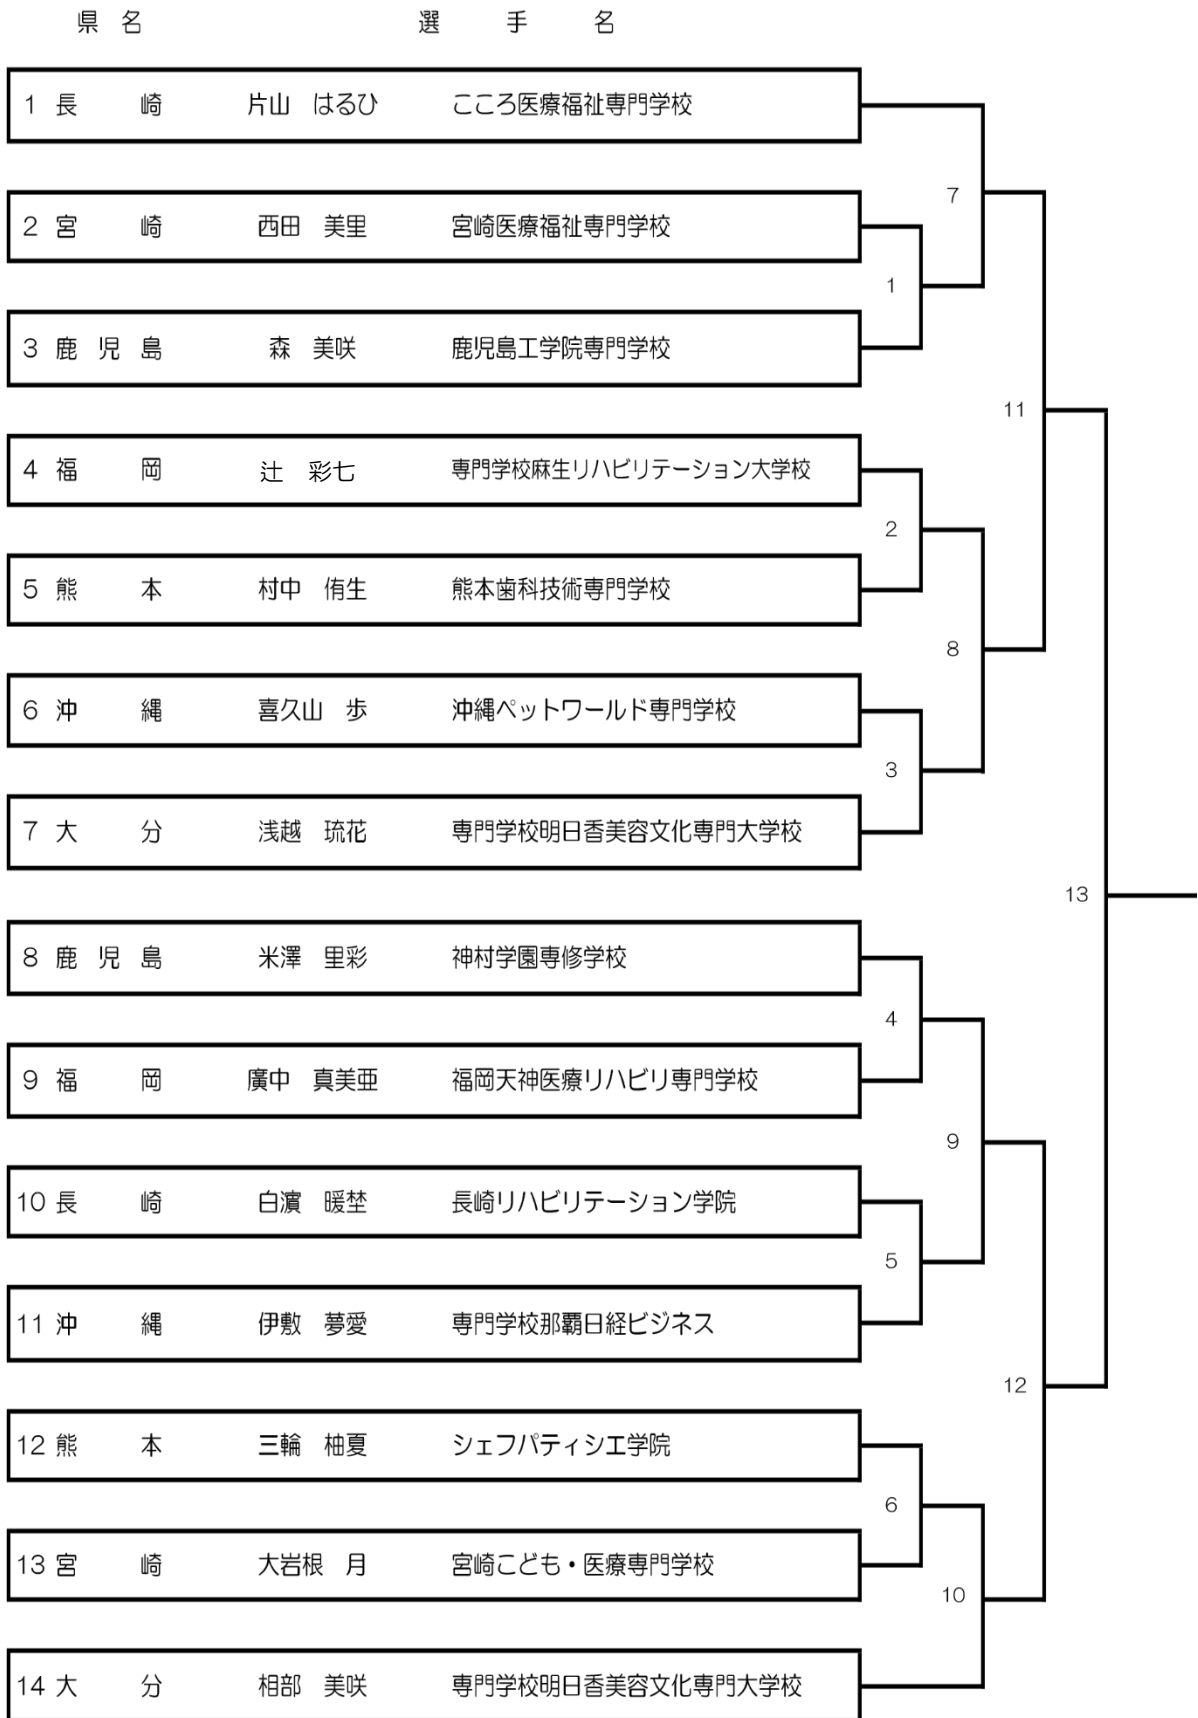 県名 選手名
1 長崎 片山 はるひ こころ医療福祉専門学校
7
2 宮崎 西田 美里 宮崎医療福祉専門学校
1
3 鹿児島 森 美咲 鹿児島工学院専門学校
11
4 福岡 辻 彩七 専門学校麻生リハビリテーション大学校
2
5 熊本 村中 侑生 熊本歯科技術専門学校
8
6 沖縄 喜久山 歩 沖縄ペットワールド専門学校
3
7 大分 浅越 琉花 専門学校明日香美容文化専門大学校
13
8 鹿児島 米澤 里彩 神村学園専修学校
4
9 福岡 廣中 真美亜 福岡天神医療リハビリ専門学校
9
10 長崎 白濵 暖埜 長崎リハビリテーション学院
5
11 沖縄 伊敷 夢愛 専門学校那覇日経ビジネス
12
12 熊本 三輪 柚夏 シェフパティシエ学院
6
13 宮崎 大岩根 月 宮崎こども・医療専門学校
10
14 大分 相部 美咲 専門学校明日香美容文化専門大学校